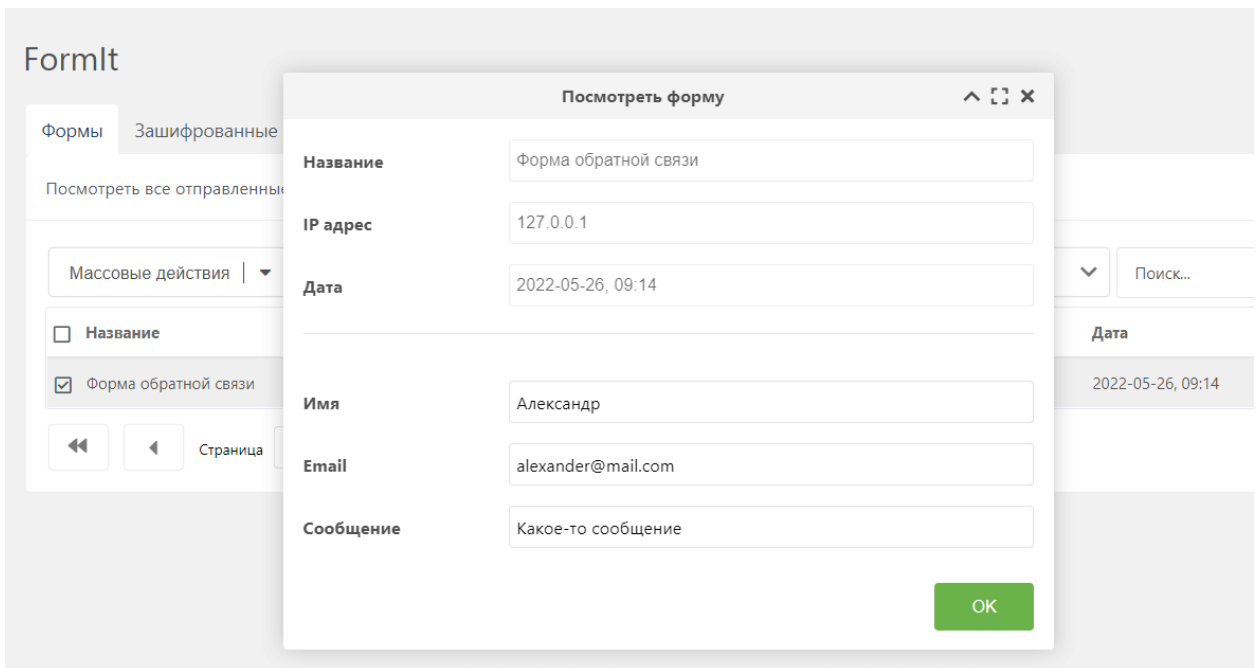 FormIt
Посмотреть форму
Формы Зашифрованные
Посмотреть все отправленные
Массовые действия
Поиск...
Название
Дата
Форма обратной связи
2022-05-26, 09:14
Страница
Название Форма обратной связи
IP адрес 127.0.0.1
Дата 2022-05-26, 09:14
Имя Александр
Email alexander@mail.com
Сообщение Какое-то сообщение
OK